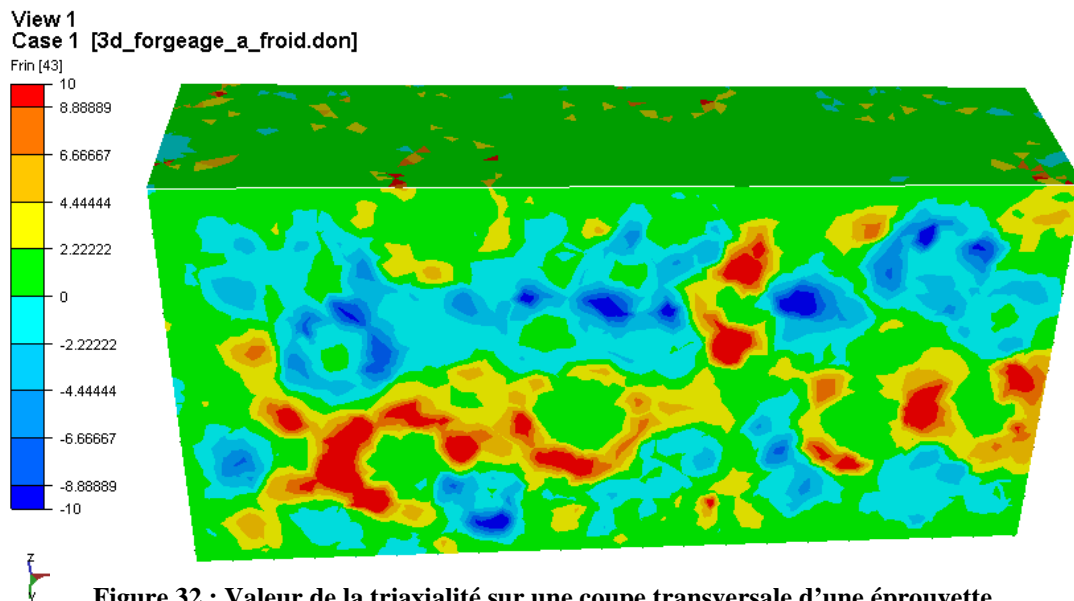 View 1
Case 1 [3d_forgeage_a_froid.don]
Frin [43]
10
8.88889
6.66667
4.44444
2.22222
0
-2.22222
-4.44444
-6.66667
-8.88889
-10
z
y
Figure 32 : Valeur de la triaxialité sur une coupe transversale d’une éprouvette